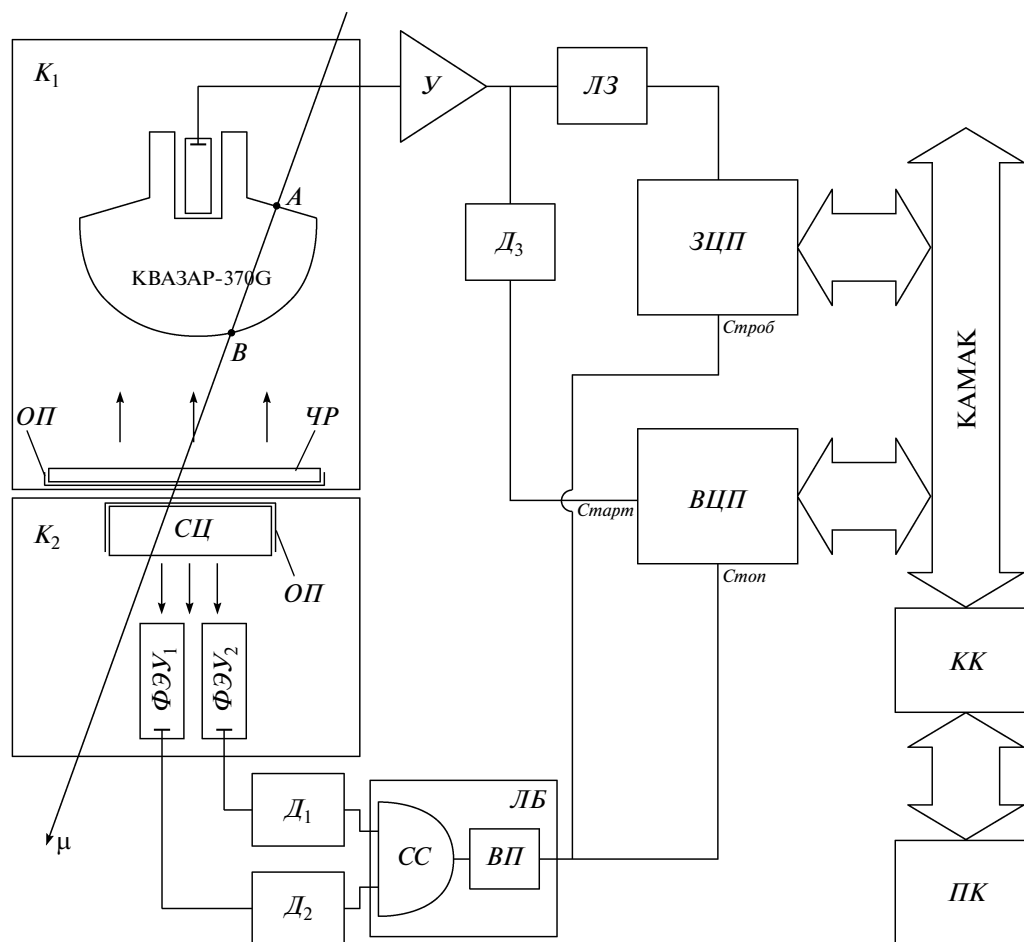 K1
У
ЛЗ
A
Д3
ЗЦП
КВАЗАР-370G
Строб
B
КАМАК
ОП
ЧР
ВЦП
Старт
K2
СЦ
Стоп
ОП
ФЭУ1
ФЭУ2
КК
ЛБ
Д1
μ
СС
ВП
Д2
ПК